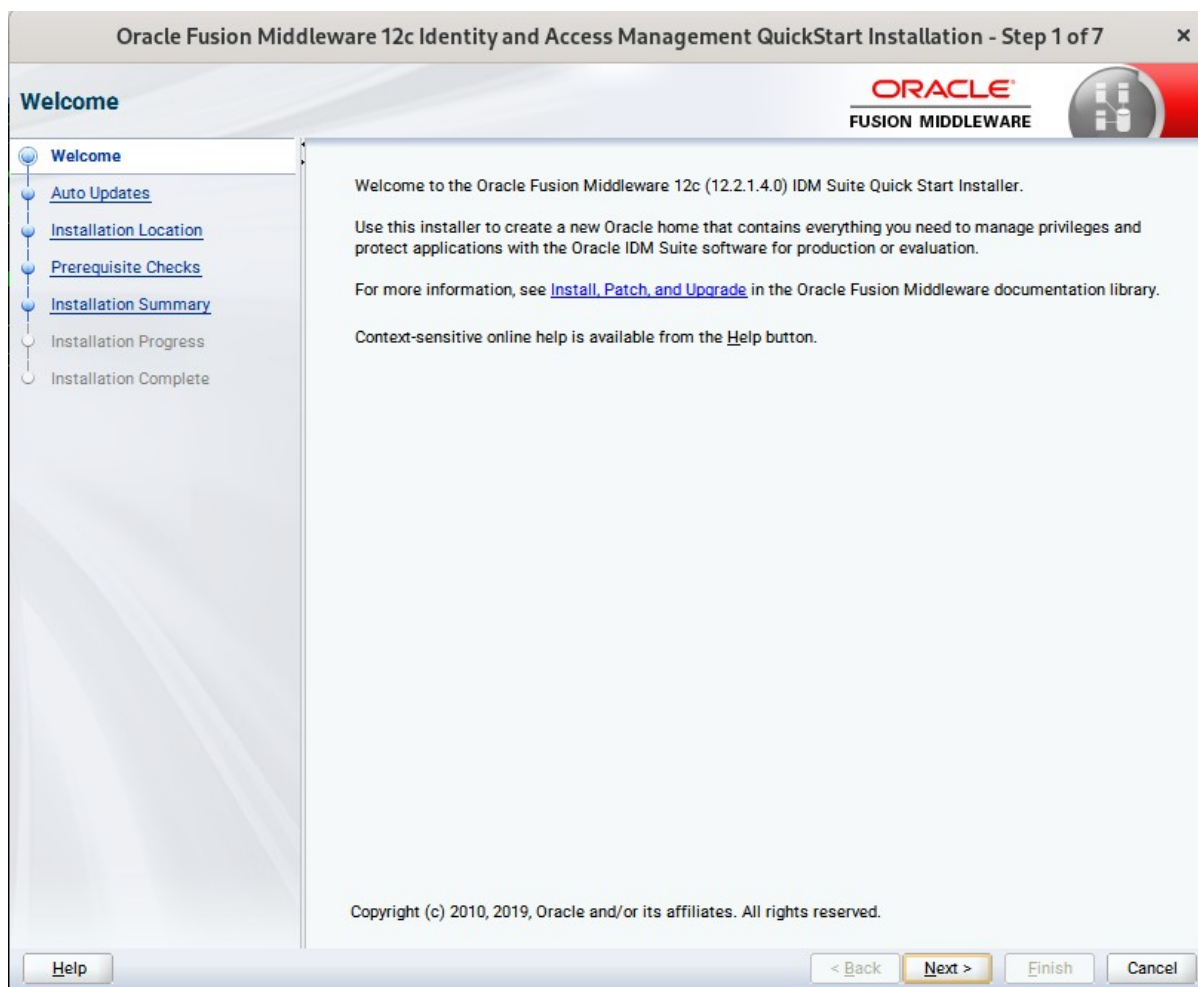 Oracle Fusion Middleware 12c Identity and Access Management QuickStart Installation - Step 1 of 7
×
Welcome
ORACLE
FUSION MIDDLEWARE
Welcome
Auto Updates
Installation Location
Prerequisite Checks
Installation Summary
Installation Progress
Installation Complete
Welcome to the Oracle Fusion Middleware 12c (12.2.1.4.0) IDM Suite Quick Start Installer.
Use this installer to create a new Oracle home that contains everything you need to manage privileges and
protect applications with the Oracle IDM Suite software for production or evaluation.
For more information, see Install, Patch, and Upgrade in the Oracle Fusion Middleware documentation library.
Context-sensitive online help is available from the Help button.
Copyright (c) 2010, 2019, Oracle and/or its affiliates. All rights reserved.
Help
< Back
Next >
Finish
Cancel